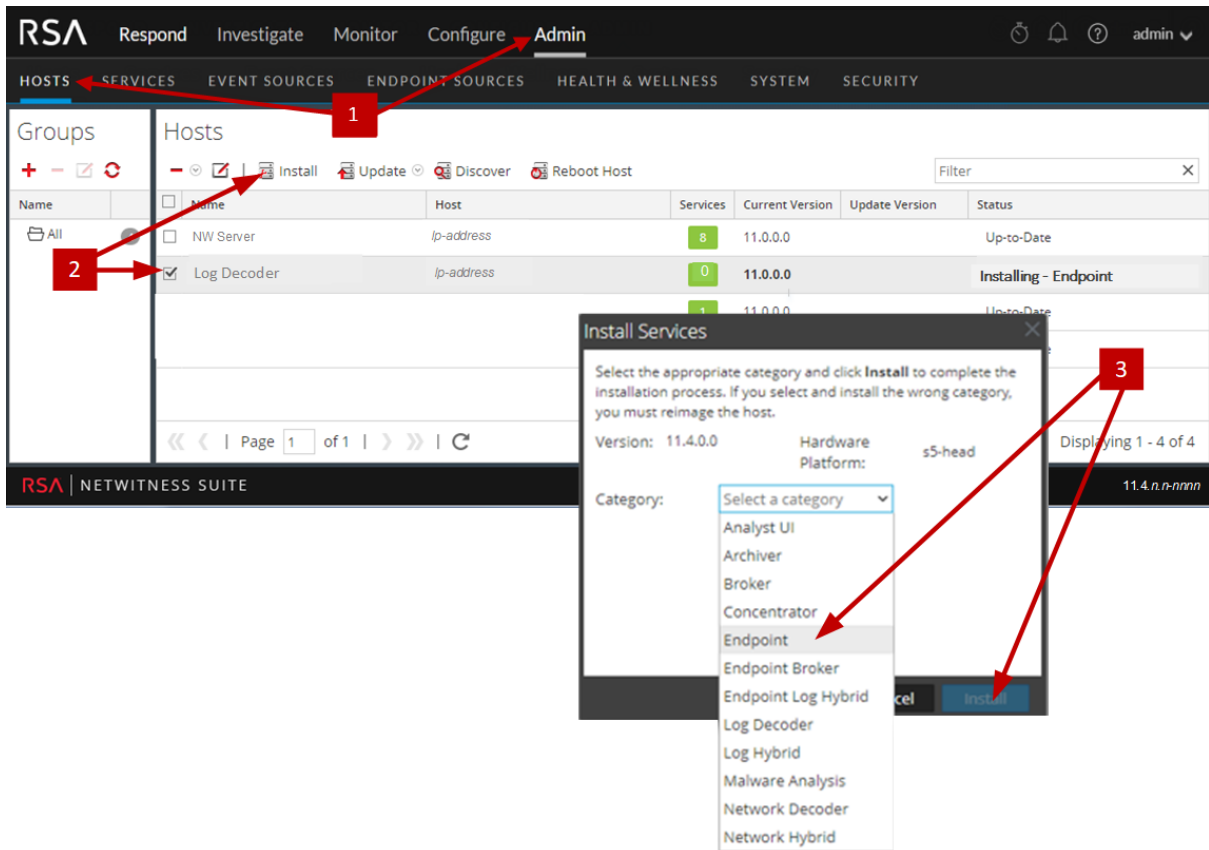 RSA Respond Investigate Monitor Configure Admin admin
HOSTS SERVICES EVENT SOURCES ENDPOINT SOURCES HEALTH & WELLNESS SYSTEM SECURITY
1
Groups
Hosts
Install Update Discover Reboot Host Filter
Name
Name Host Services Current Version Update Version Status
All
NW Server Ip-address 8 11.0.0.0 Up-to-Date
2
Log Decoder Ip-address 0 11.0.0.0 Installing - Endpoint
1 11.0.0.0 Up-to-Date
Install Services
3
Select the appropriate category and click Install to complete the
installation process. If you select and install the wrong category,
you must reimage the host.
Version: 11.4.0.0 Hardware Platform: s5-head
Page 1 of 1 Displaying 1 - 4 of 4
RSA NETWITNESS SUITE 11.4.n.n-nnnn
Category: Select a category
Analyst UI
Archiver
Broker
Concentrator
Endpoint
Endpoint Broker
Endpoint Log Hybrid
cel Install
Log Decoder
Log Hybrid
Malware Analysis
Network Decoder
Network Hybrid